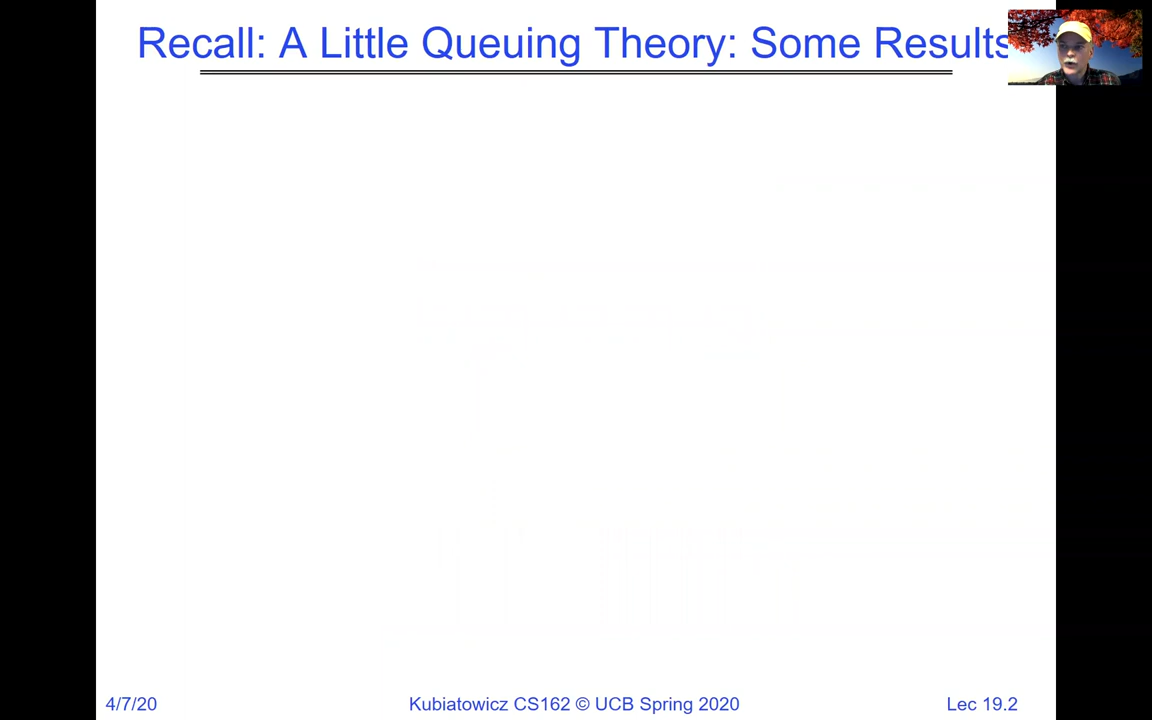 Recall: A Little Queuing Theory: Some Results
4/7/20
Kubiatowicz CS162 © UCB Spring 2020
Lec 19.2